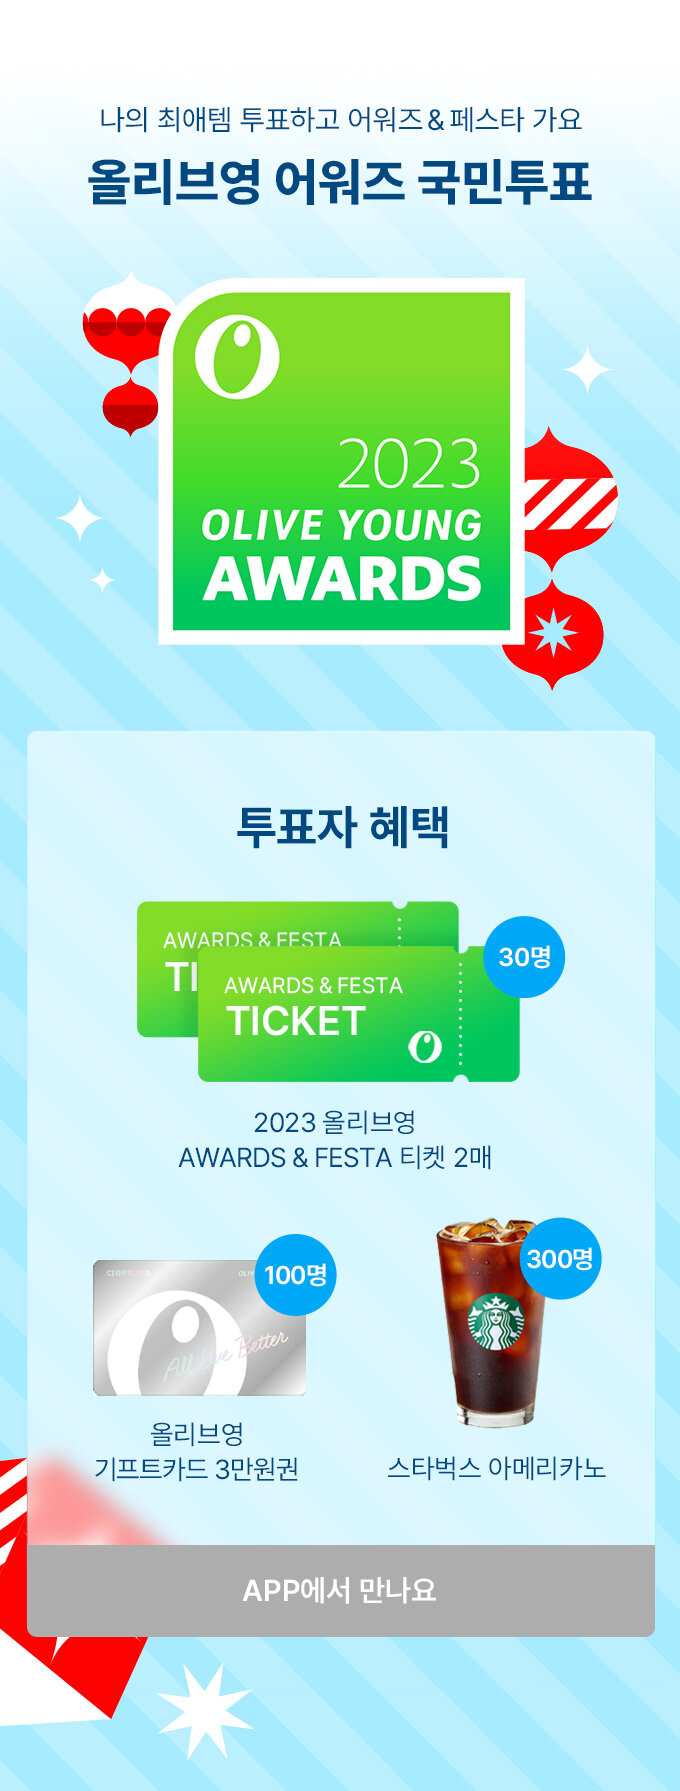 나의 최애템 투표하고 어워즈 & 페스타 가요
올리브영 어워즈 국민투표
2023
OLIVE YOUNG
AWARDS
투표자 혜택
AWARDS & FESTA
TI
30명
AWARDS & FESTA
TICKET
2023 올리브영
AWARDS & FESTA 티켓 2매
CJ GIFT CARD
OLIV
100명
All Live Better
300명
올리브영
기프트카드 3만원권
스타벅스 아메리카노
APP에서 만나요